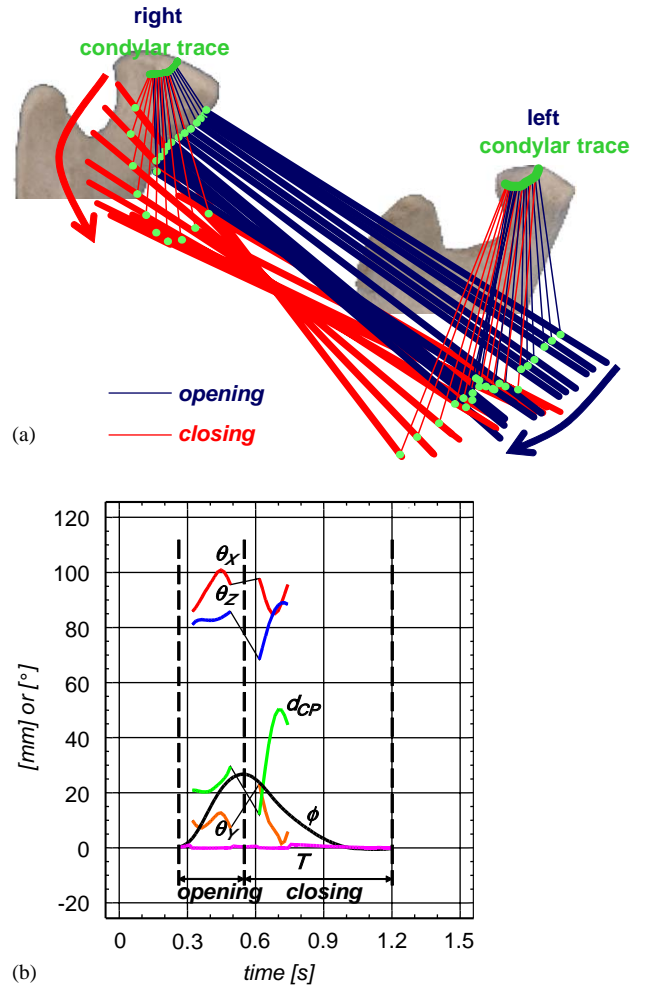 right
condylar trace
left
condylar trace
opening
closing
(a)
120
100
80
60
40
20
0
-20
[mm] or [°]
θX
θZ
dCP
θY
ϕ
T
opening
closing
0
0.3
0.6
0.9
1.2
1.5
time [s]
(b)